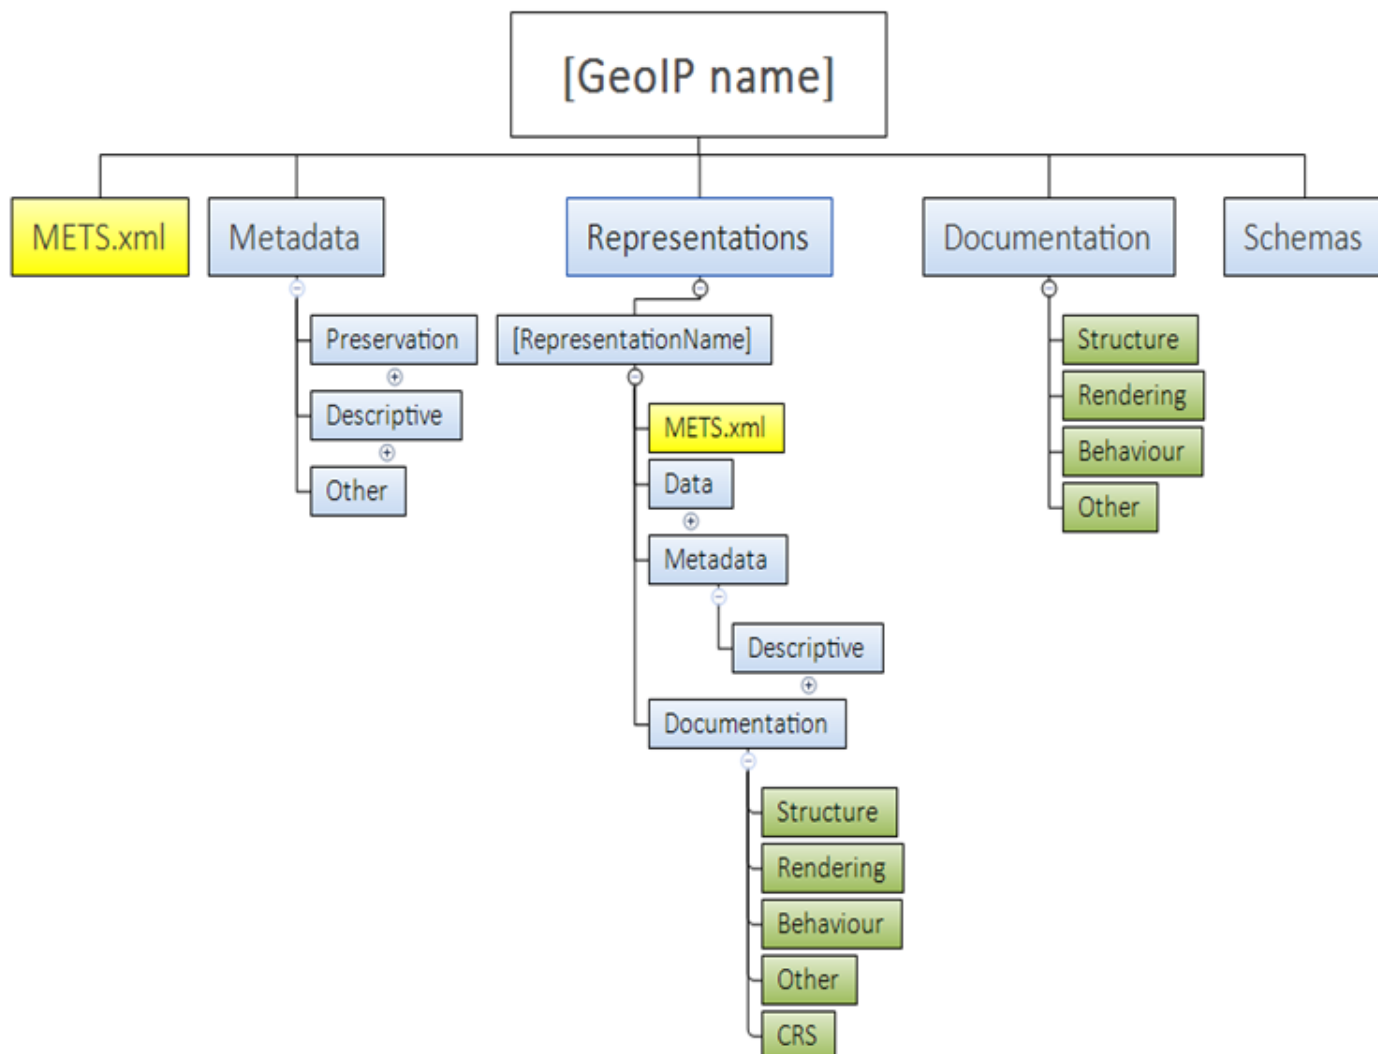 [GeoIP name]
METS.xml
Metadata
Representations
Documentation
Schemas
Preservation
Descriptive
Other
[RepresentationName]
METS.xml
Data
Metadata
Descriptive
Documentation
Structure
Rendering
Behaviour
Other
CRS
Structure
Rendering
Behaviour
Other